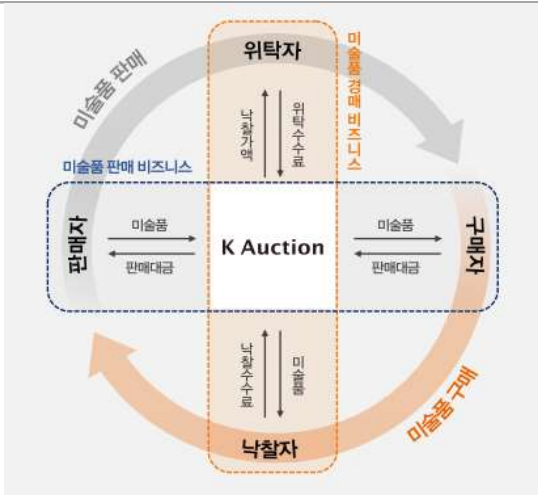 위탁자
미술품 경매 비즈니스
미술품 판매
낙찰가액
위탁수수료
미술품 판매 비즈니스
판매자
미술품
판매대금
K Auction
미술품
판매대금
구매자
낙찰수수료
미술품
낙찰자
미술품 구매